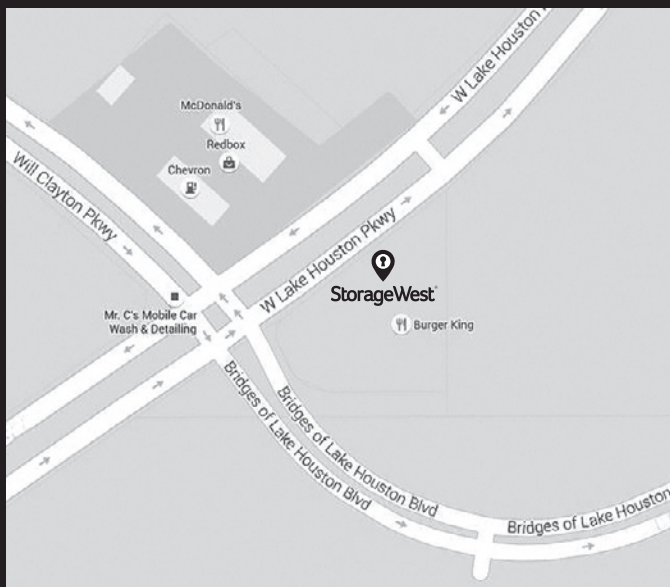 W Lake Houston
McDonald's
Redbox
Chevron
Will Clayton Pkwy
W Lake Houston Pkwy
StorageWest
Mr. C's Mobile Car
Wash & Detailing
Burger King
Bridges of Lake Houston Blvd
Bridges of Lake Houston Blvd
Bridges of Lake Houston